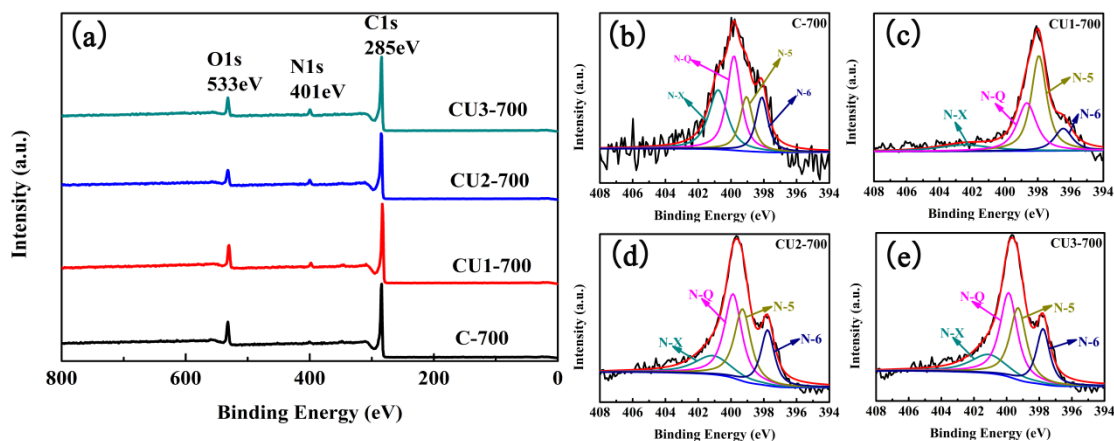 (a)
O1s
533eV
N1s
401eV
C1s
285eV
CU3-700
CU2-700
CU1-700
C-700
Intensity (a.u.)
800 600 400 200 0
Binding Energy (eV)
(b)
C-700
N-X
N-Q
N-5
N-6
Intensity (a.u.)
408 406 404 402 400 398 396 394
Binding Energy (eV)
(c)
CU1-700
N-X
N-Q
N-5
N-6
Intensity (a.u.)
408 406 404 402 400 398 396 394
Binding Energy (eV)
(d)
CU2-700
N-X
N-Q
N-5
N-6
Intensity (a.u.)
408 406 404 402 400 398 396 394
Binding Energy (eV)
(e)
CU3-700
N-X
N-Q
N-5
N-6
Intensity (a.u.)
408 406 404 402 400 398 396 394
Binding Energy (eV)